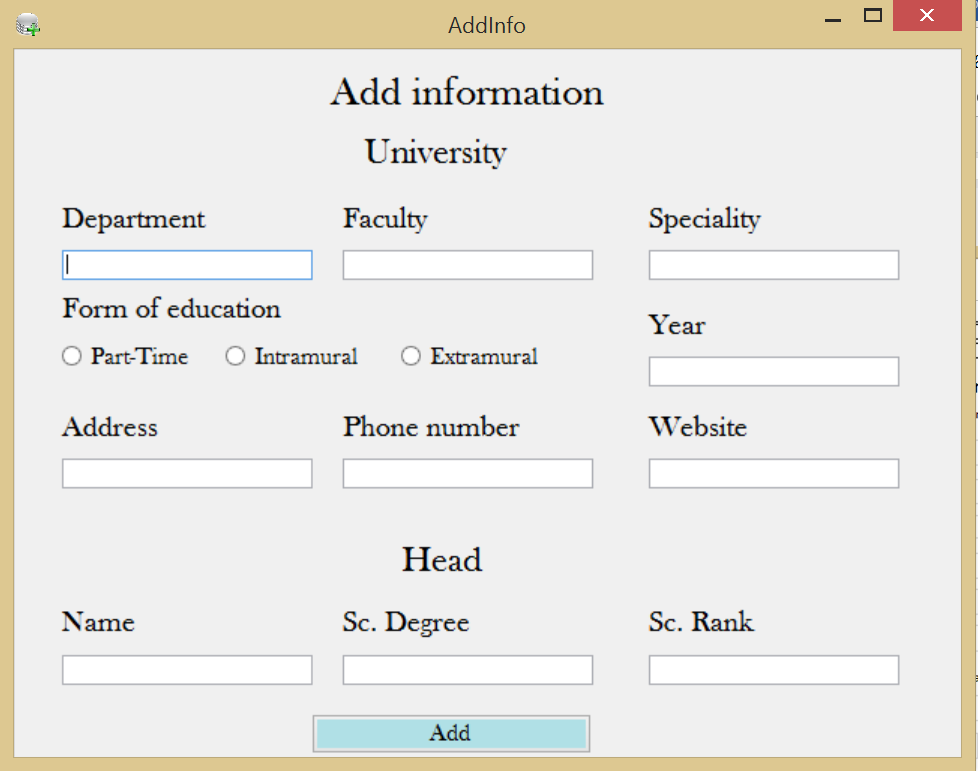 AddInfo
Add information
University
Department Faculty Speciality
Form of education
Year
Part-Time Intramural Extramural
Address Phone number Website
Head
Name Sc. Degree Sc. Rank
Add